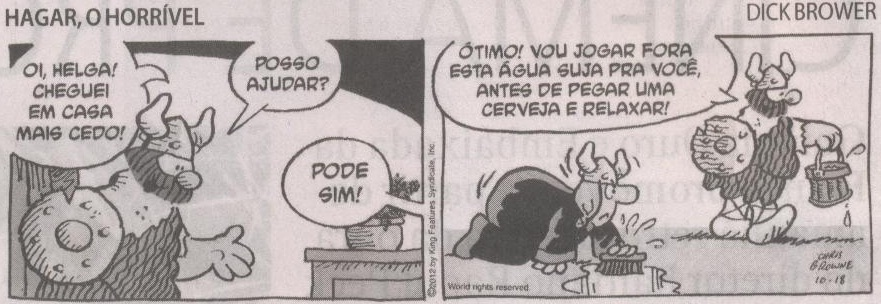 HAGAR, O HORRÍVEL
DICK BROWER
OI, HELGA!
CHEGUEI
EM CASA
MAIS CEDO!
POSSO
AJUDAR?
PODE
SIM!
©2012 by King Features Syndicate, Inc.
ÓTIMO! VOU JOGAR FORA
ESTA ÁGUA SUJA PRA VOCÊ,
ANTES DE PEGAR UMA
CERVEJA E RELAXAR!
World rights reserved.
CHRIS
BROWNE
10-18